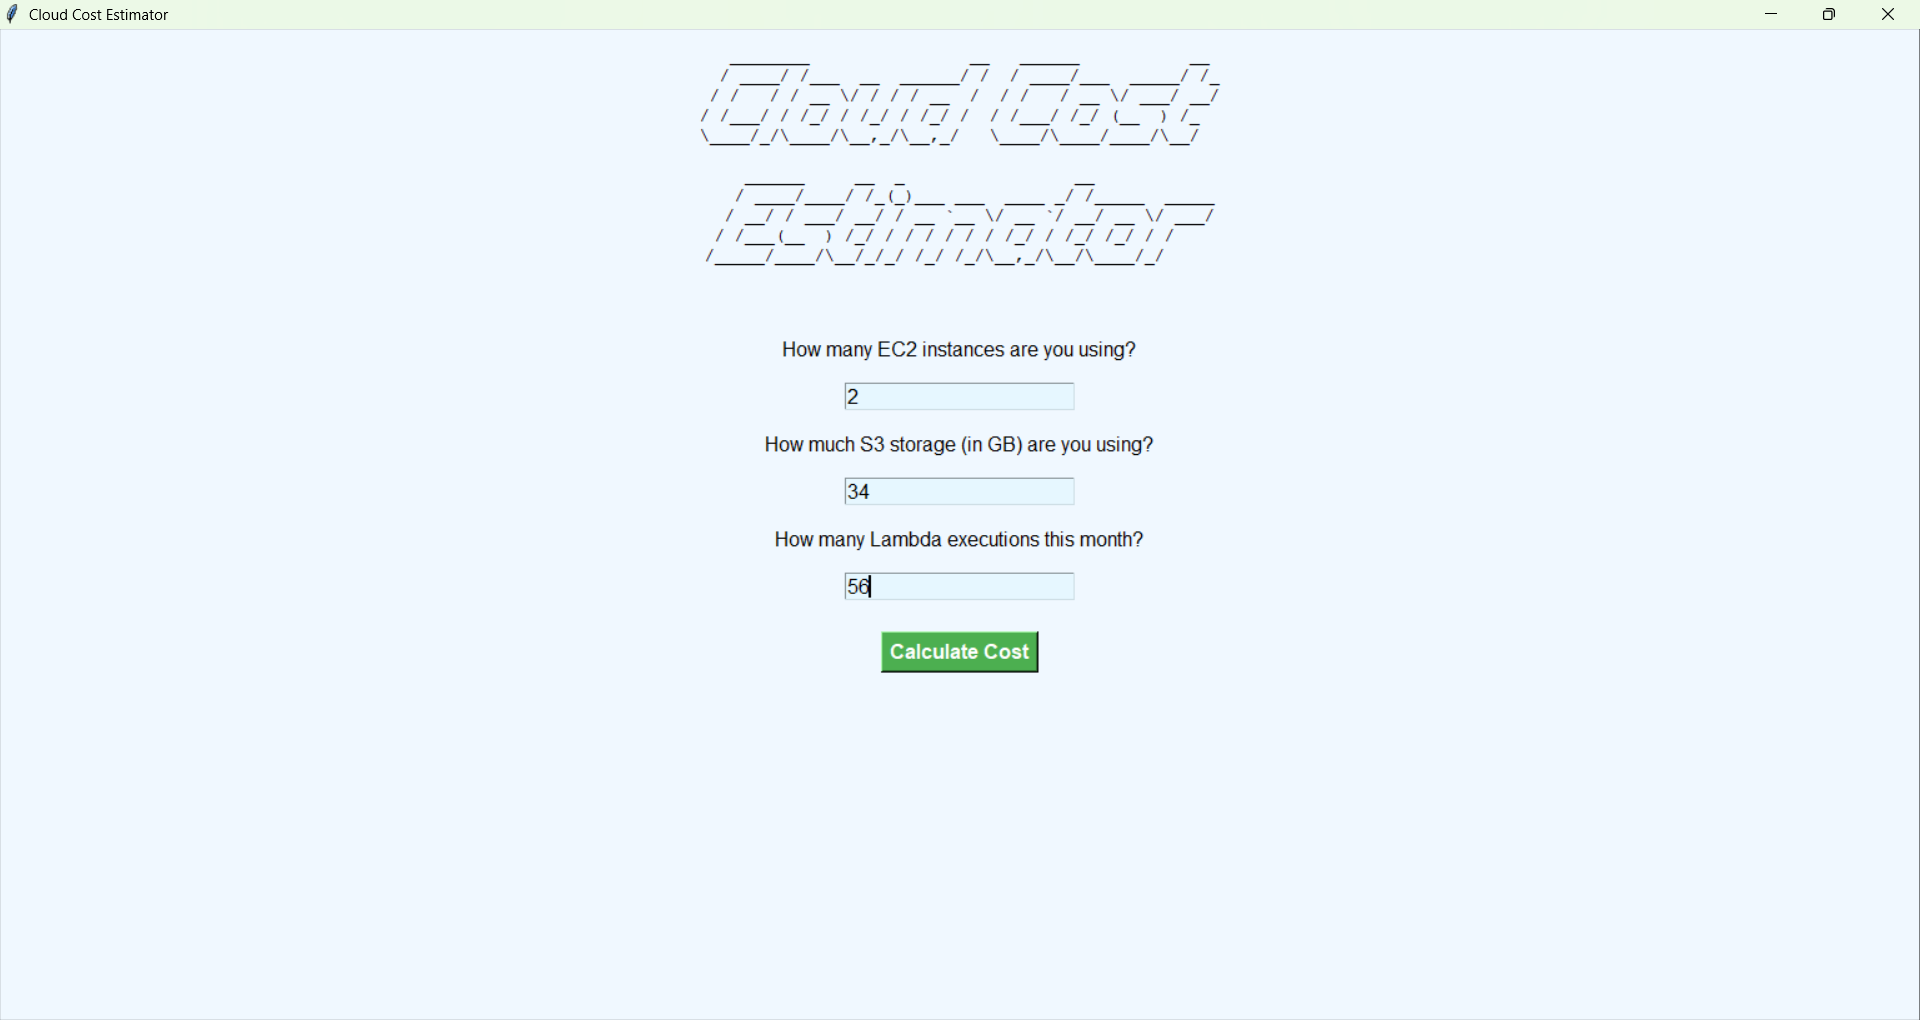 Cloud Cost Estimator
Cloud Cost
Estimator
How many EC2 instances are you using?
2
How much S3 storage (in GB) are you using?
34
How many Lambda executions this month?
56
Calculate Cost